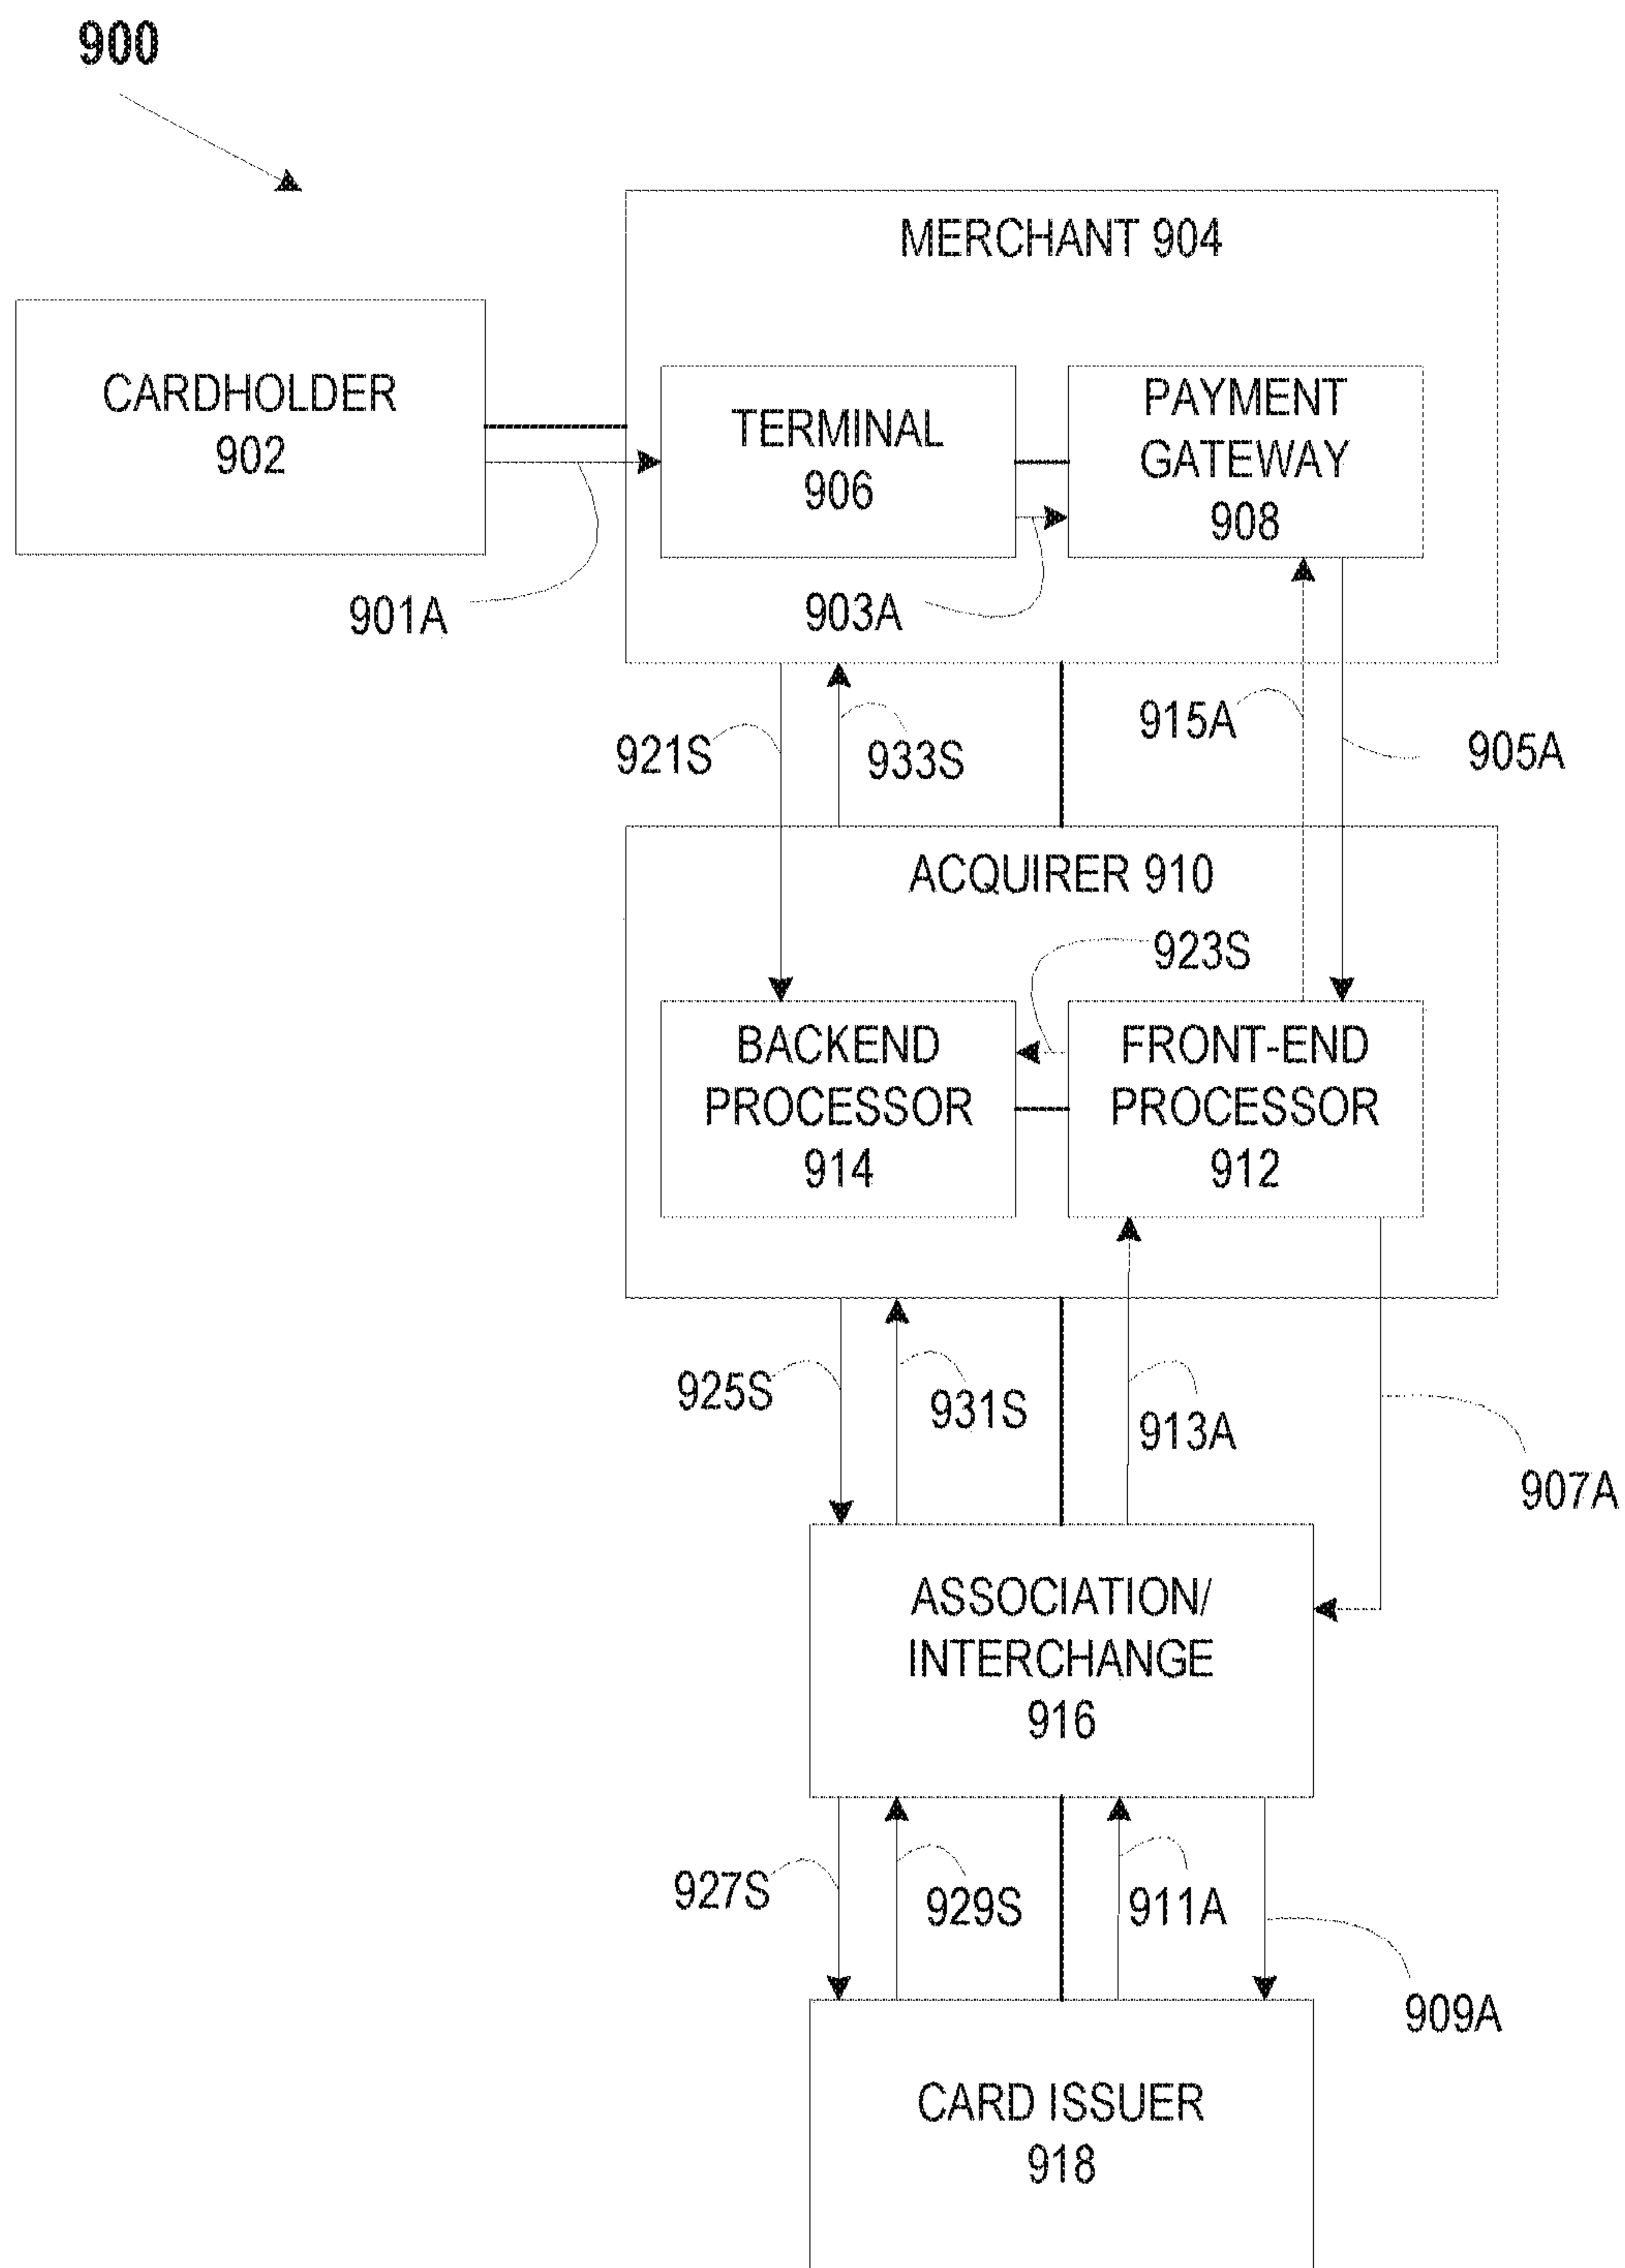 900
MERCHANT 904
CARDHOLDER
902
TERMINAL
906
PAYMENT
GATEWAY
908
901A
903A
921S
933S
915A
905A
ACQUIRER 910
923S
BACKEND
PROCESSOR
914
FRONT-END
PROCESSOR
912
925S
931S
913A
907A
ASSOCIATION/
INTERCHANGE
916
927S
929S
911A
909A
CARD ISSUER
918